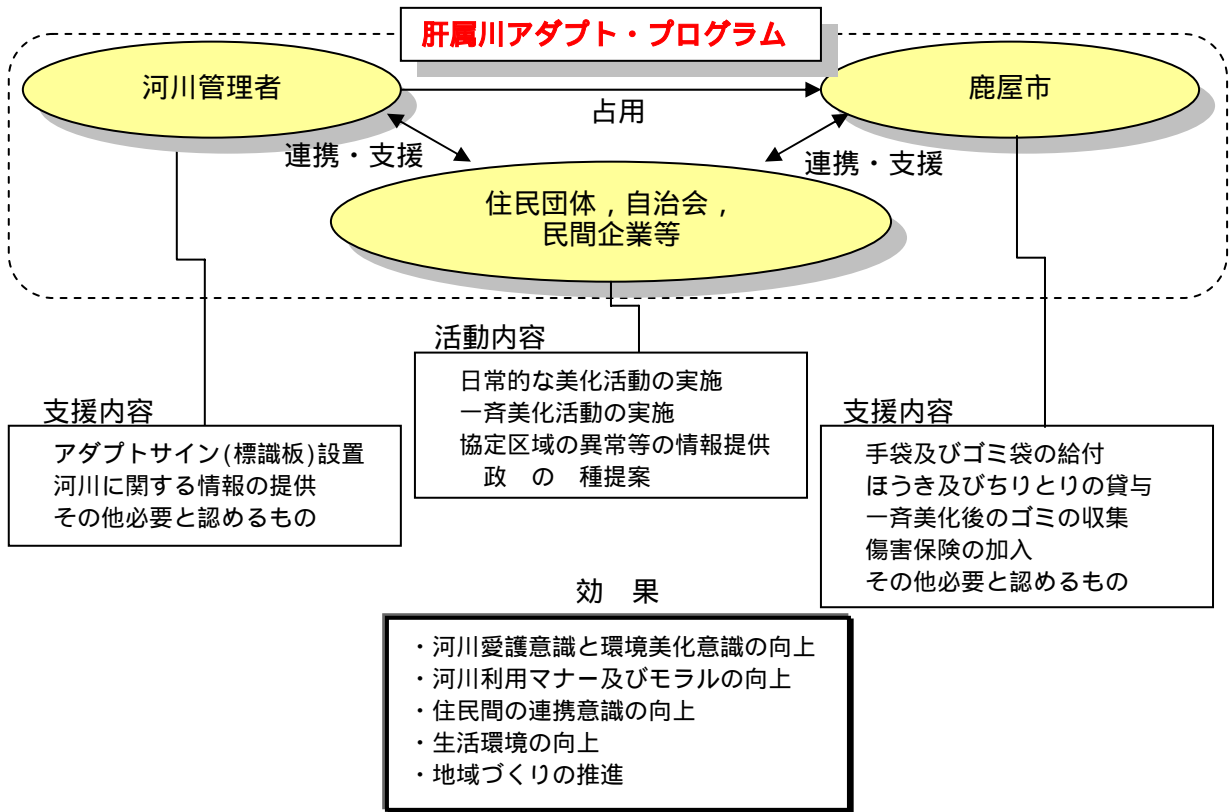 肝属川アダプト・プログラム
河川管理者
鹿屋市
占用
連携・支援
連携・支援
住民団体，自治会，
民間企業等
活動内容
日常的な美化活動の実施
一斉美化活動の実施
協定区域の異常等の情報提供
政　の　種提案
支援内容
アダプトサイン(標識板)設置
河川に関する情報の提供
その他必要と認めるもの
支援内容
手袋及びゴミ袋の給付
ほうき及びちりとりの貸与
一斉美化後のゴミの収集
傷害保険の加入
その他必要と認めるもの
効　果
・河川愛護意識と環境美化意識の向上
・河川利用マナー及びモラルの向上
・住民間の連携意識の向上
・生活環境の向上
・地域づくりの推進